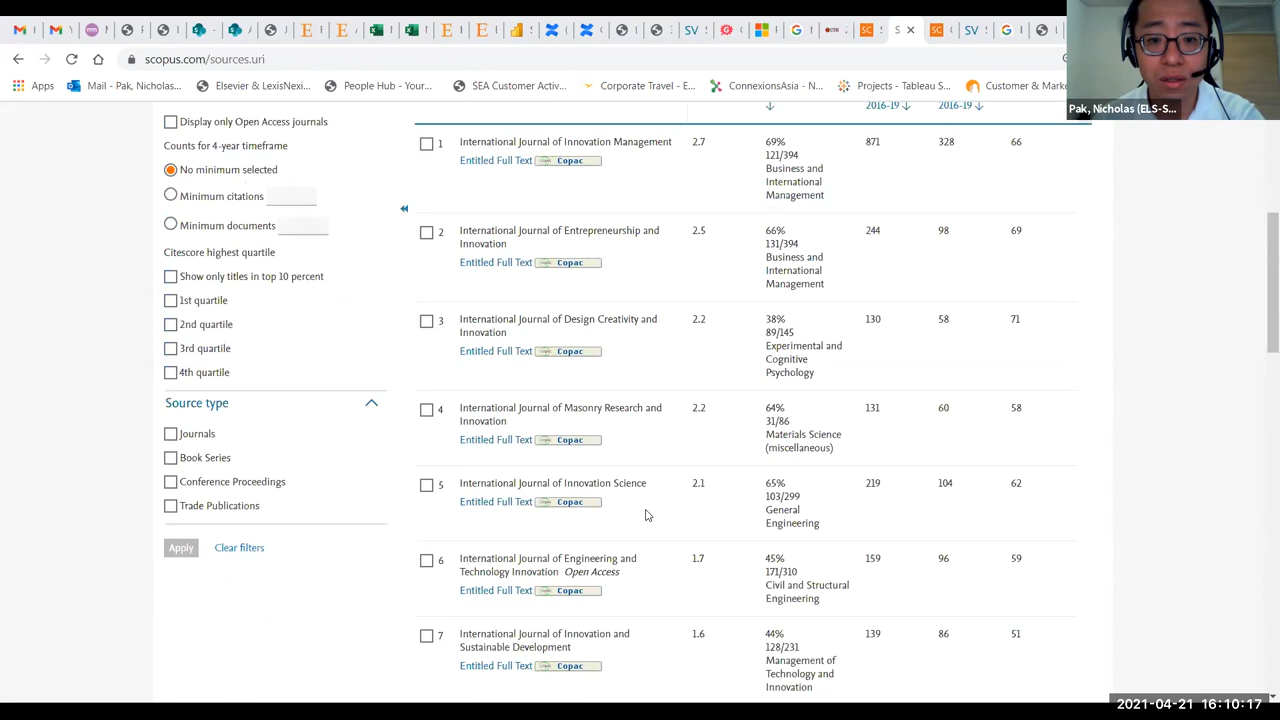 SV
G
SC
S
SC
SV
G
scopus.com/sources.uri
Apps
Mail - Pak, Nicholas...
Elsevier & LexisNexi...
People Hub - Your...
SEA Customer Activ...
Corporate Travel - E...
ConnexionsAsia - N...
Projects - Tableau S...
Customer & Mark
Pak, Nicholas (ELS-S...
2016-19
2016-19
Display only Open Access journals
Counts for 4-year timeframe
No minimum selected
Minimum citations
Minimum documents
Citescore highest quartile
Show only titles in top 10 percent
1st quartile
2nd quartile
3rd quartile
4th quartile
Source type
Journals
Book Series
Conference Proceedings
Trade Publications
Apply Clear filters
1 International Journal of Innovation Management 2.7 69% 871 328 66
Entitled Full Text Copac 121/394
Business and
International
Management
2 International Journal of Entrepreneurship and 2.5 66% 244 98 69
Innovation 131/394
Entitled Full Text Copac Business and
International
Management
3 International Journal of Design Creativity and 2.2 38% 130 58 71
Innovation 89/145
Entitled Full Text Copac Experimental and
Cognitive
Psychology
4 International Journal of Masonry Research and 2.2 64% 131 60 58
Innovation 31/86
Entitled Full Text Copac Materials Science
(miscellaneous)
5 International Journal of Innovation Science 2.1 65% 219 104 62
Entitled Full Text Copac 103/299
General
Engineering
6 International Journal of Engineering and 1.7 45% 159 96 59
Technology Innovation Open Access 171/310
Entitled Full Text Copac Civil and Structural
Engineering
7 International Journal of Innovation and 1.6 44% 139 86 51
Sustainable Development 128/231
Entitled Full Text Copac Management of
Technology and
Innovation
2021-04-21 16:10:17